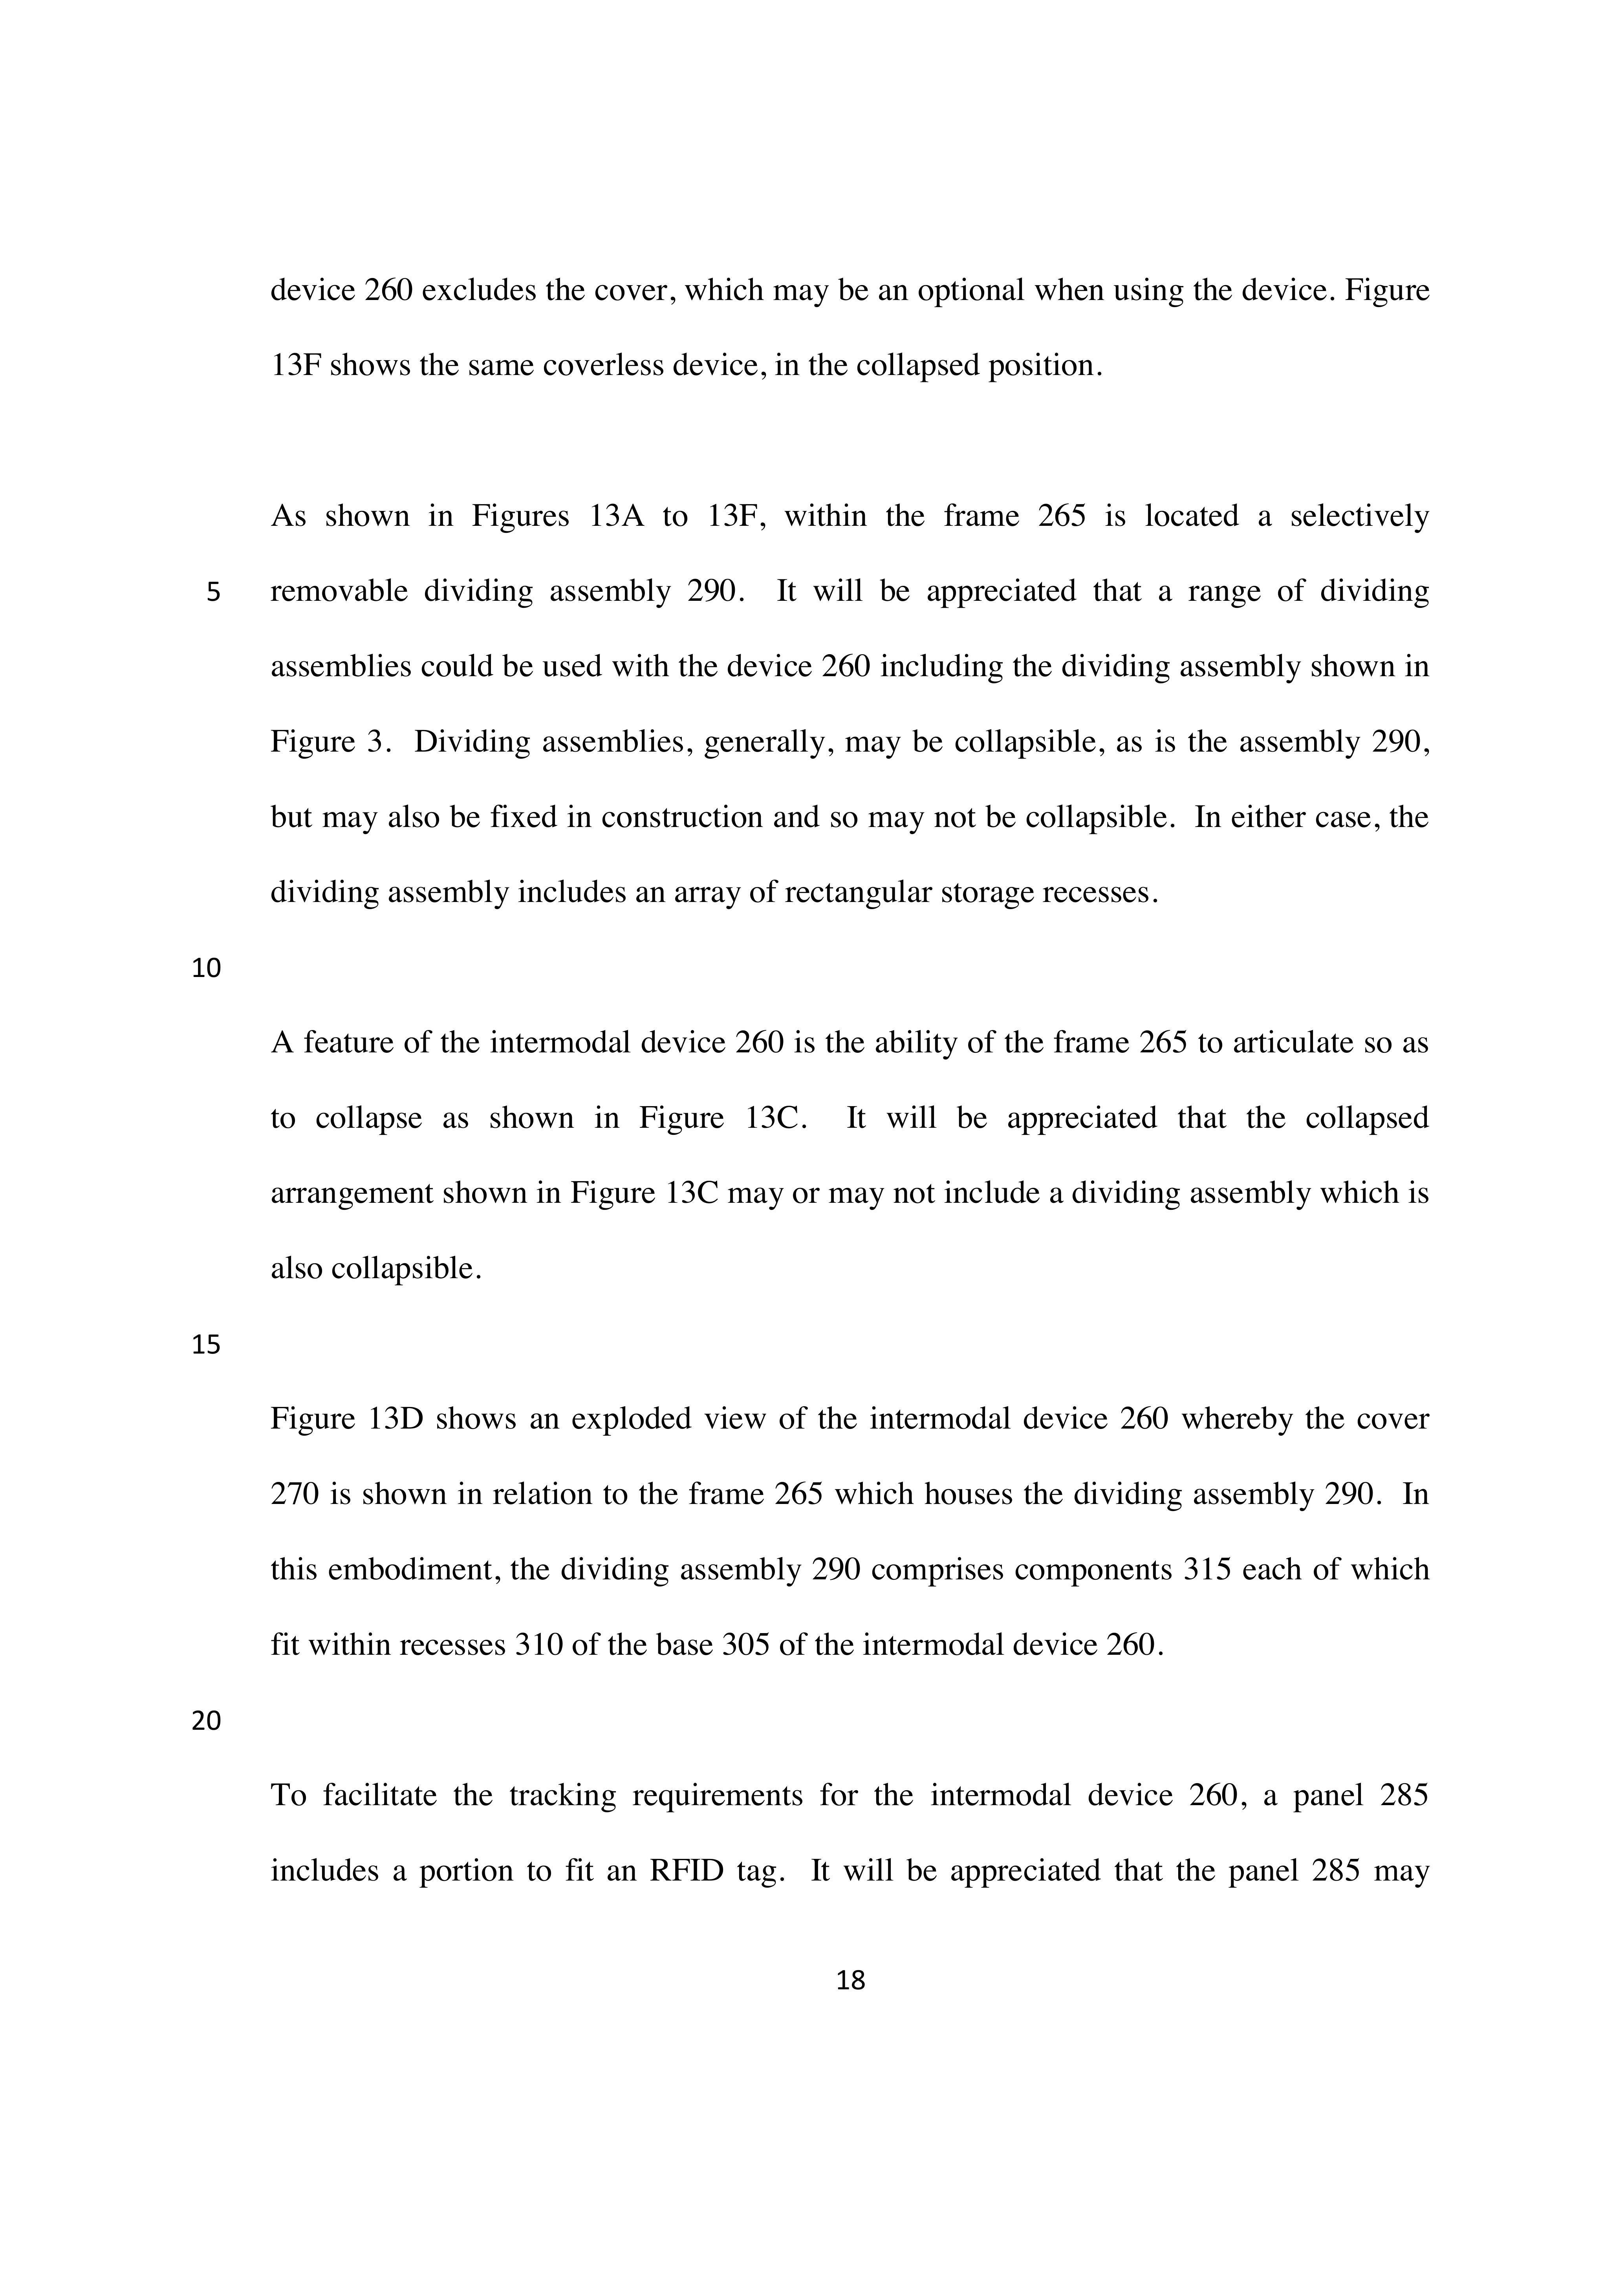 device 260 excludes the cover, which may be an optional when using the device. Figure
13F shows the same coverless device, in the collapsed position.
As shown in Figures 13A to 13F, within the frame 265 is located a selectively
5 removable dividing assembly 290. It will be appreciated that a range of dividing
assemblies could be used with the device 260 including the dividing assembly shown in
Figure 3. Dividing assemblies, generally, may be collapsible, as is the assembly 290,
but may also be fixed in construction and so may not be collapsible. In either case, the
dividing assembly includes an array of rectangular storage recesses.
10
A feature of the intermodal device 260 is the ability of the frame 265 to articulate so as
to collapse as shown in Figure 13C. It will be appreciated that the collapsed
arrangement shown in Figure 13C may or may not include a dividing assembly which is
also collapsible.
15
Figure 13D shows an exploded view of the intermodal device 260 whereby the cover
270 is shown in relation to the frame 265 which houses the dividing assembly 290. In
this embodiment, the dividing assembly 290 comprises components 315 each of which
fit within recesses 310 of the base 305 of the intermodal device 260.
20
To facilitate the tracking requirements for the intermodal device 260, a panel 285
includes a portion to fit an RFID tag. It will be appreciated that the panel 285 may
18